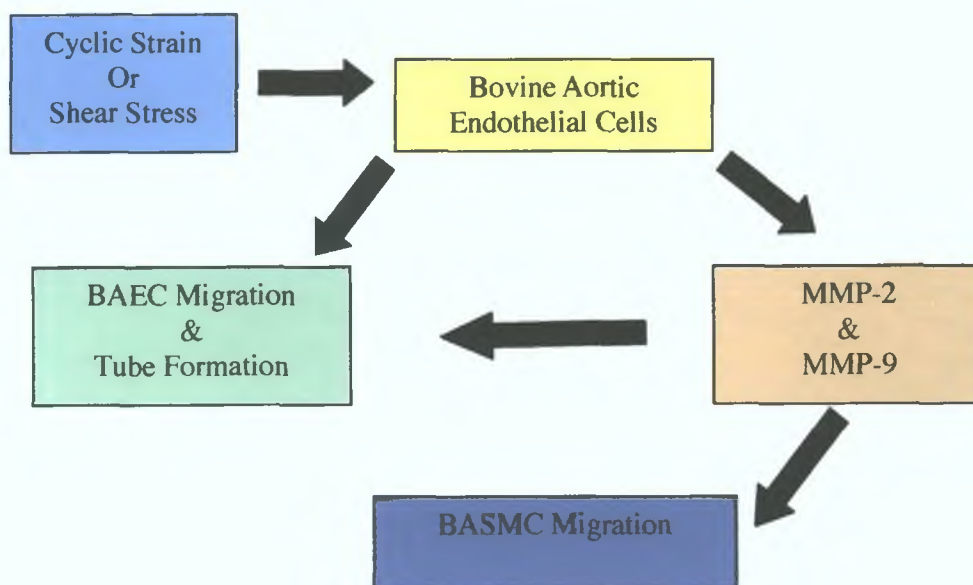 Cyclic Strain
Or
Shear Stress
Bovine Aortic
Endothelial Cells
BAEC Migration
&
Tube Formation
MMP-2
&
MMP-9
BASMC Migration